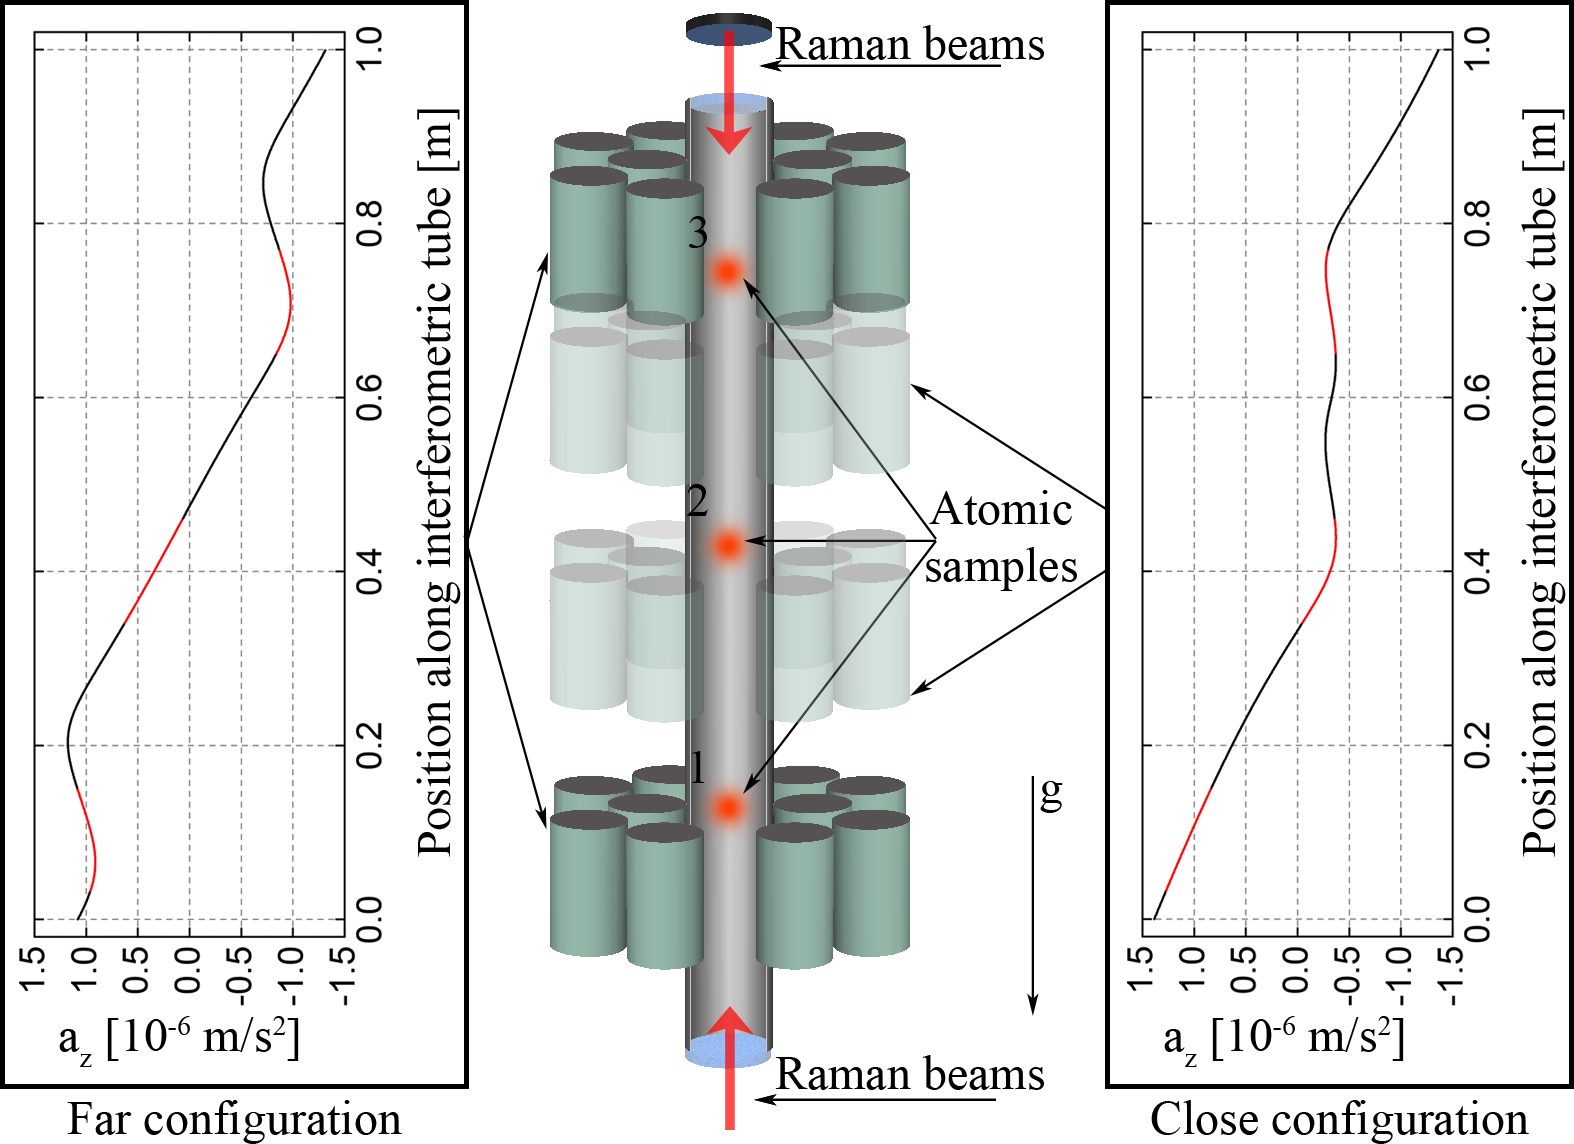 1.0
0.8
0.6
0.4
0.2
0.0
1.5
1.0
0.5
0.0
-0.5
-1.0
-1.5
Position along interferometric tube [m]
az [10-6 m/s2]
Far configuration
Raman beams
3
2
1
Atomic
samples
g
Raman beams
1.0
0.8
0.6
0.4
0.2
0.0
1.5
1.0
0.5
0.0
-0.5
-1.0
-1.5
Position along interferometric tube [m]
az [10-6 m/s2]
Close configuration